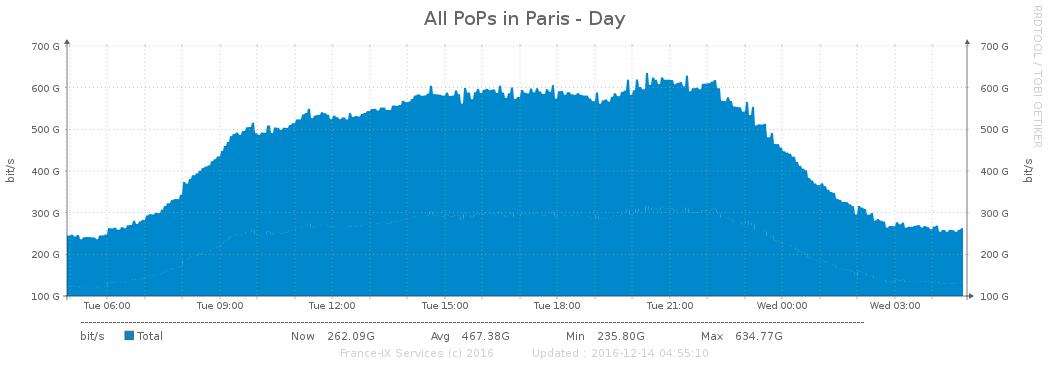 All PoPs in Paris - Day
RRDTOOL / TOBI OETIKER
bit/s
bit/s
700 G 700 G
600 G 600 G
500 G 500 G
400 G 400 G
300 G 300 G
200 G 200 G
100 G 100 G
Tue 06:00 Tue 09:00 Tue 12:00 Tue 15:00 Tue 18:00 Tue 21:00 Wed 00:00 Wed 03:00
bit/s Total Now 262.09G Avg 467.38G Min 235.80G Max 634.77G
France-IX Services (c) 2016 Updated : 2016-12-14 04:55:10